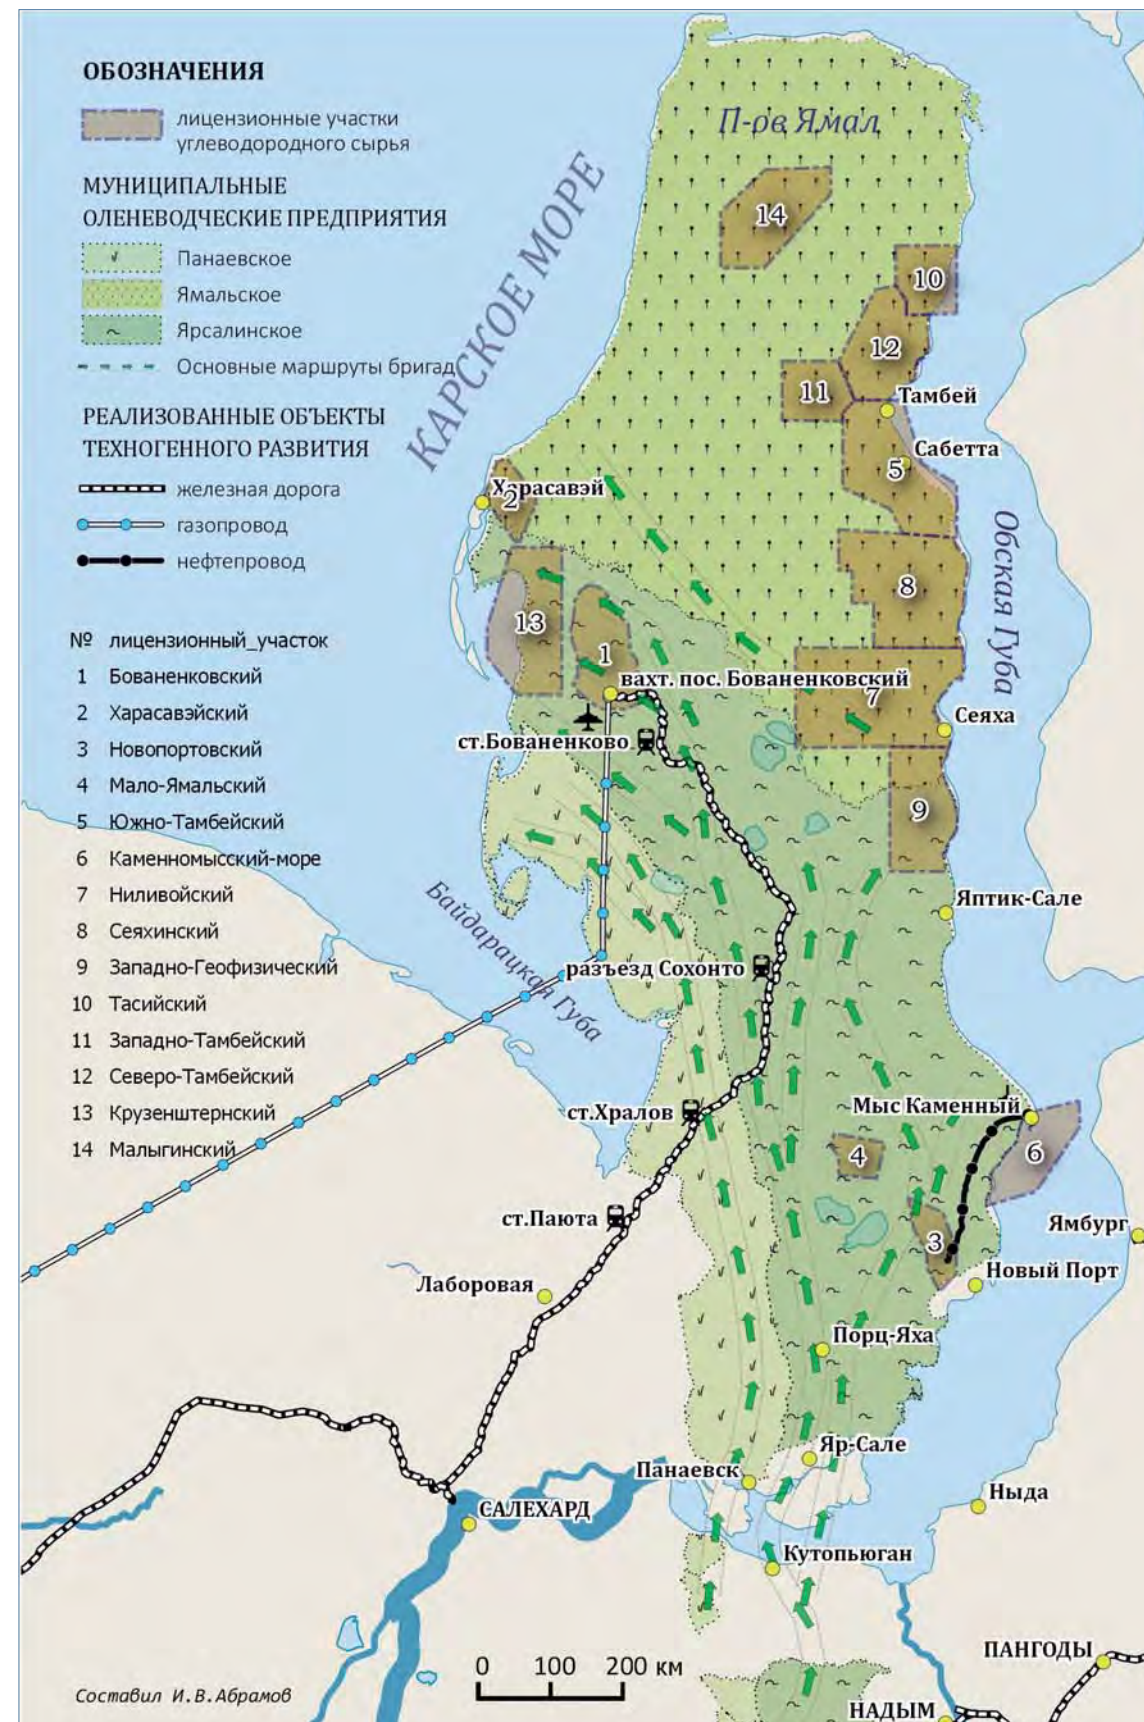 ОБОЗНАЧЕНИЯ
лицензионные участки
углеводородного сырья
МУНИЦИПАЛЬНЫЕ
ОЛЕНЕВОДЧЕСКИЕ ПРЕДПРИЯТИЯ
Панаевское
Ямальское
Ярсалинское
Основные маршруты бригад
РЕАЛИЗОВАННЫЕ ОБЪЕКТЫ
ТЕХНОГЕННОГО РАЗВИТИЯ
железная дорога
газопровод
нефтепровод
№ лицензионный_участок
1 Бованенковский
2 Харасавэйский
3 Новопортовский
4 Мало-Ямальский
5 Южно-Тамбейский
6 Каменномысский-море
7 Ниливойский
8 Сеяхинский
9 Западно-Геофизический
10 Тасийский
11 Западно-Тамбейский
12 Северо-Тамбейский
13 Крузенштернский
14 Малыгинский
П-ов Ямал
КАРСКОЕ МОРЕ
14
10
12
11
Тамбей
Сабетта
5
Харасавэй
2
Обская Губа
8
13
1
вахт. пос. Бованенковский
7
Сеяха
ст.Бованенково
9
Байдарацкая Губа
Яптик-Сале
разъезд Сохонто
ст.Хралов
Мыс Каменный
4
6
ст.Паюта
3
Ямбург
Новый Порт
Лаборовая
Порц-Яха
Яр-Сале
Панаевск
Ныда
САЛЕХАРД
Кутопьюган
ПАНГОДЫ
0 100 200 км
НАДЫМ
Составил И.В.Абрамов